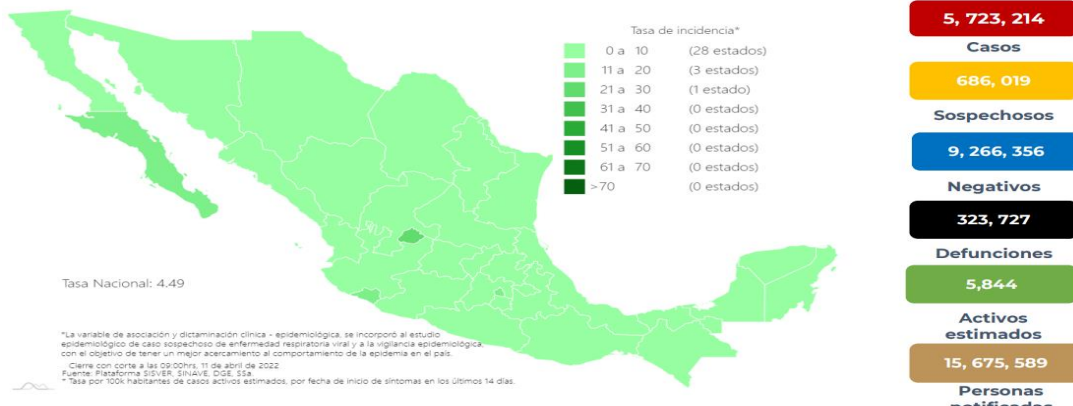 Tasa de incidencia*
0 a 10 (28 estados)
11 a 20 (3 estados)
21 a 30 (1 estado)
31 a 40 (0 estados)
41 a 50 (0 estados)
51 a 60 (0 estados)
61 a 70 (0 estados)
>70 (0 estados)
Tasa Nacional: 4.49
*La variable de asociación y dictaminación clínica - epidemiológica, se incorporó al estudio
epidemiológico de caso sospechoso de enfermedad respiratoria viral y a la vigilancia epidemiológica,
con el objetivo de tener un mejor acercamiento al comportamiento de la epidemia en el país.
Cierre con corte a las 09:00hrs, 11 de abril de 2022
Fuente: Plataforma SISVER, SINAVE, DGE, SSa.
* Tasa por 100k habitantes de casos activos estimados, por fecha de inicio de síntomas en los últimos 14 días.
5, 723, 214
Casos
686, 019
Sospechosos
9, 266, 356
Negativos
323, 727
Defunciones
5,844
Activos
estimados
15, 675, 589
Personas
notificadas